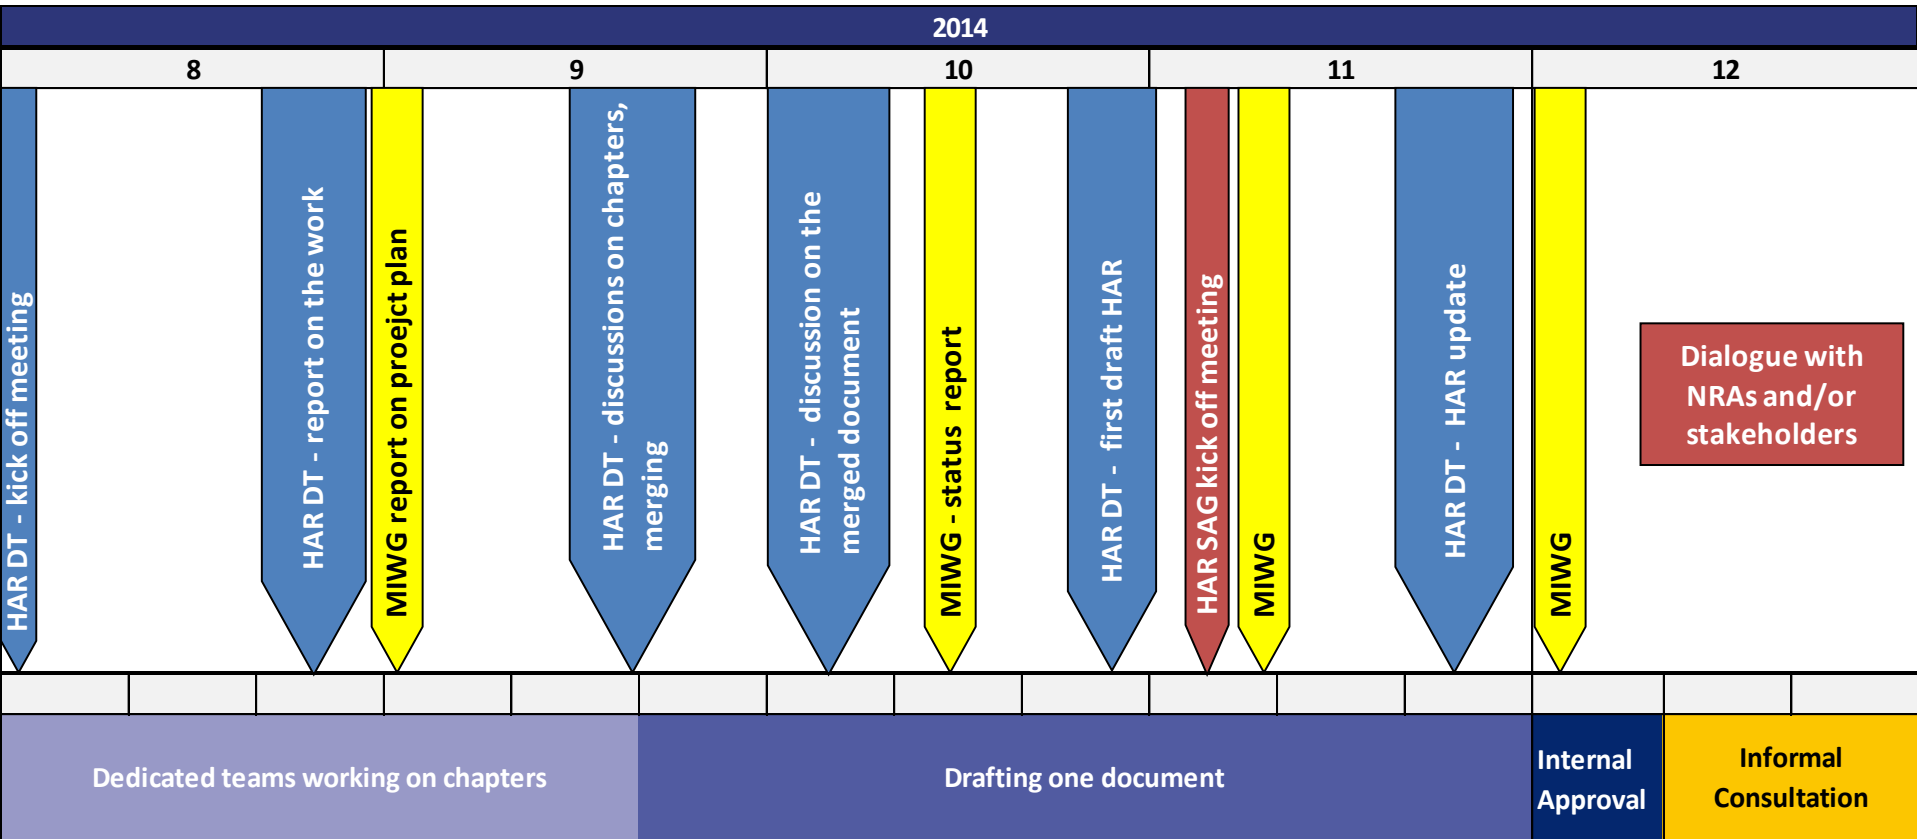 2014
8
9
10
11
12
HAR DT - kick off meeting
HAR DT - report on the work
MIWG report on proejct plan
HAR DT - discussions on chapters,
merging
HAR DT - discussion on the
merged document
MIWG - status report
HAR DT - first draft HAR
HAR SAG kick off meeting
MIWG
HAR DT - HAR update
MIWG
Dialogue with
NRAs and/or
stakeholders
Dedicated teams working on chapters
Drafting one document
Internal
Approval
Informal
Consultation